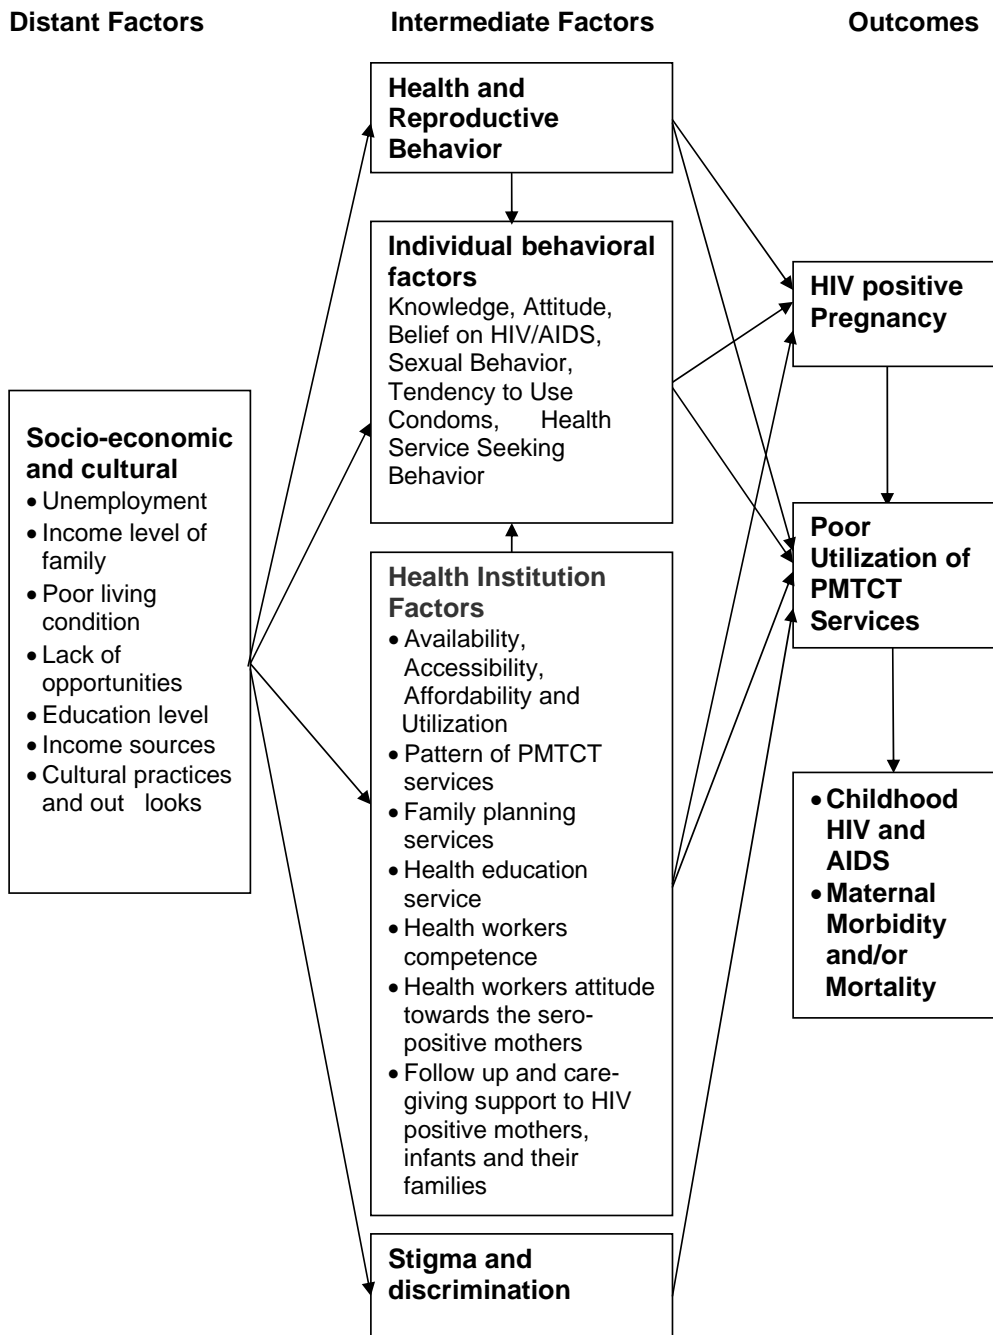 Distant Factors
Intermediate Factors
Outcomes
Socio-economic
and cultural
• Unemployment
• Income level of
family
• Poor living
condition
• Lack of
opportunities
• Education level
• Income sources
• Cultural practices
and out looks
Health and
Reproductive
Behavior
Individual behavioral
factors
Knowledge, Attitude,
Belief on HIV/AIDS,
Sexual Behavior,
Tendency to Use
Condoms, Health
Service Seeking
Behavior
Health Institution
Factors
• Availability,
Accessibility,
Affordability and
Utilization
• Pattern of PMTCT
services
• Family planning
services
• Health education
service
• Health workers
competence
• Health workers attitude
towards the sero-
positive mothers
• Follow up and care-
giving support to HIV
positive mothers,
infants and their
families
Stigma and
discrimination
HIV positive
Pregnancy
Poor
Utilization of
PMTCT
Services
• Childhood
HIV and
AIDS
• Maternal
Morbidity
and/or
Mortality